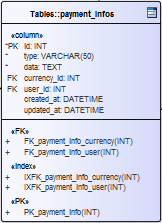 Tables::payment_infos
«column»
*PK id: INT
* type: VARCHAR(50)
* data: TEXT
FK currency_id: INT
FK user_id: INT
created_at: DATETIME
updated_at: DATETIME
«FK»
+ FK_payment_info_currency(INT)
+ FK_payment_info_user(INT)
«index»
+ IXFK_payment_info_currency(INT)
+ IXFK_payment_info_user(INT)
«PK»
+ PK_payment_info(INT)